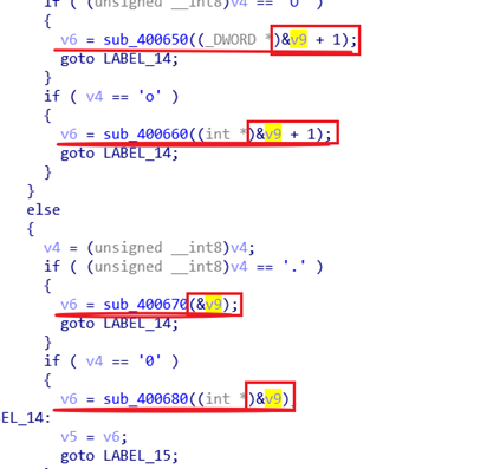 if ( (unsigned __int8)v4 == 'O' )
{
v6 = sub_400650((_DWORD *)&v9 + 1);
goto LABEL_14;
}
if ( v4 == 'o' )
{
v6 = sub_400660((int *)&v9 + 1);
goto LABEL_14;
}
}
else
{
v4 = (unsigned __int8)v4;
if ( (unsigned __int8)v4 == '.' )
{
v6 = sub_400670(&v9);
goto LABEL_14;
}
if ( v4 == '0' )
{
v6 = sub_400680((int *)&v9)
EL_14:
v5 = v6;
goto LABEL_15;